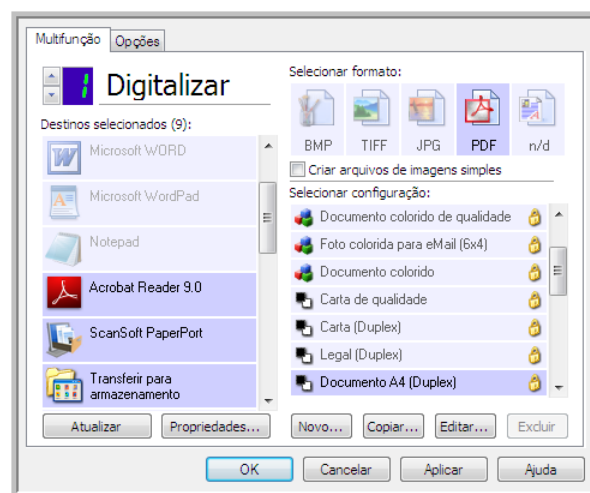 Multifunção
Opções
1
Digitalizar
Destinos selecionados (9):
Microsoft WORD
Microsoft WordPad
Notepad
Acrobat Reader 9.0
ScanSoft PaperPort
Transferir para
armazenamento
Atualizar
Propriedades...
Selecionar formato:
BMP
TIFF
JPG
PDF
n/d
Criar arquivos de imagens simples
Selecionar configuração:
Documento colorido de qualidade
Foto colorida para eMail (6x4)
Documento colorido
Carta de qualidade
Carta (Duplex)
Legal (Duplex)
Documento A4 (Duplex)
Novo...
Copiar...
Editar...
Excluir
OK
Cancelar
Aplicar
Ajuda